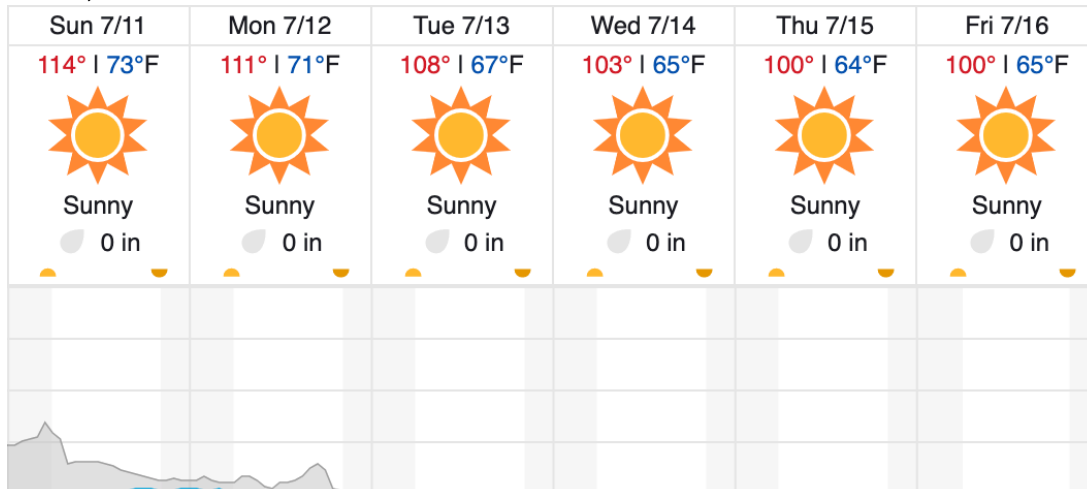 Sun 7/11 Mon 7/12 Tue 7/13 Wed 7/14 Thu 7/15 Fri 7/16
114° | 73°F 111° | 71°F 108° | 67°F 103° | 65°F 100° | 64°F 100° | 65°F
Sunny Sunny Sunny Sunny Sunny Sunny
0 in 0 in 0 in 0 in 0 in 0 in